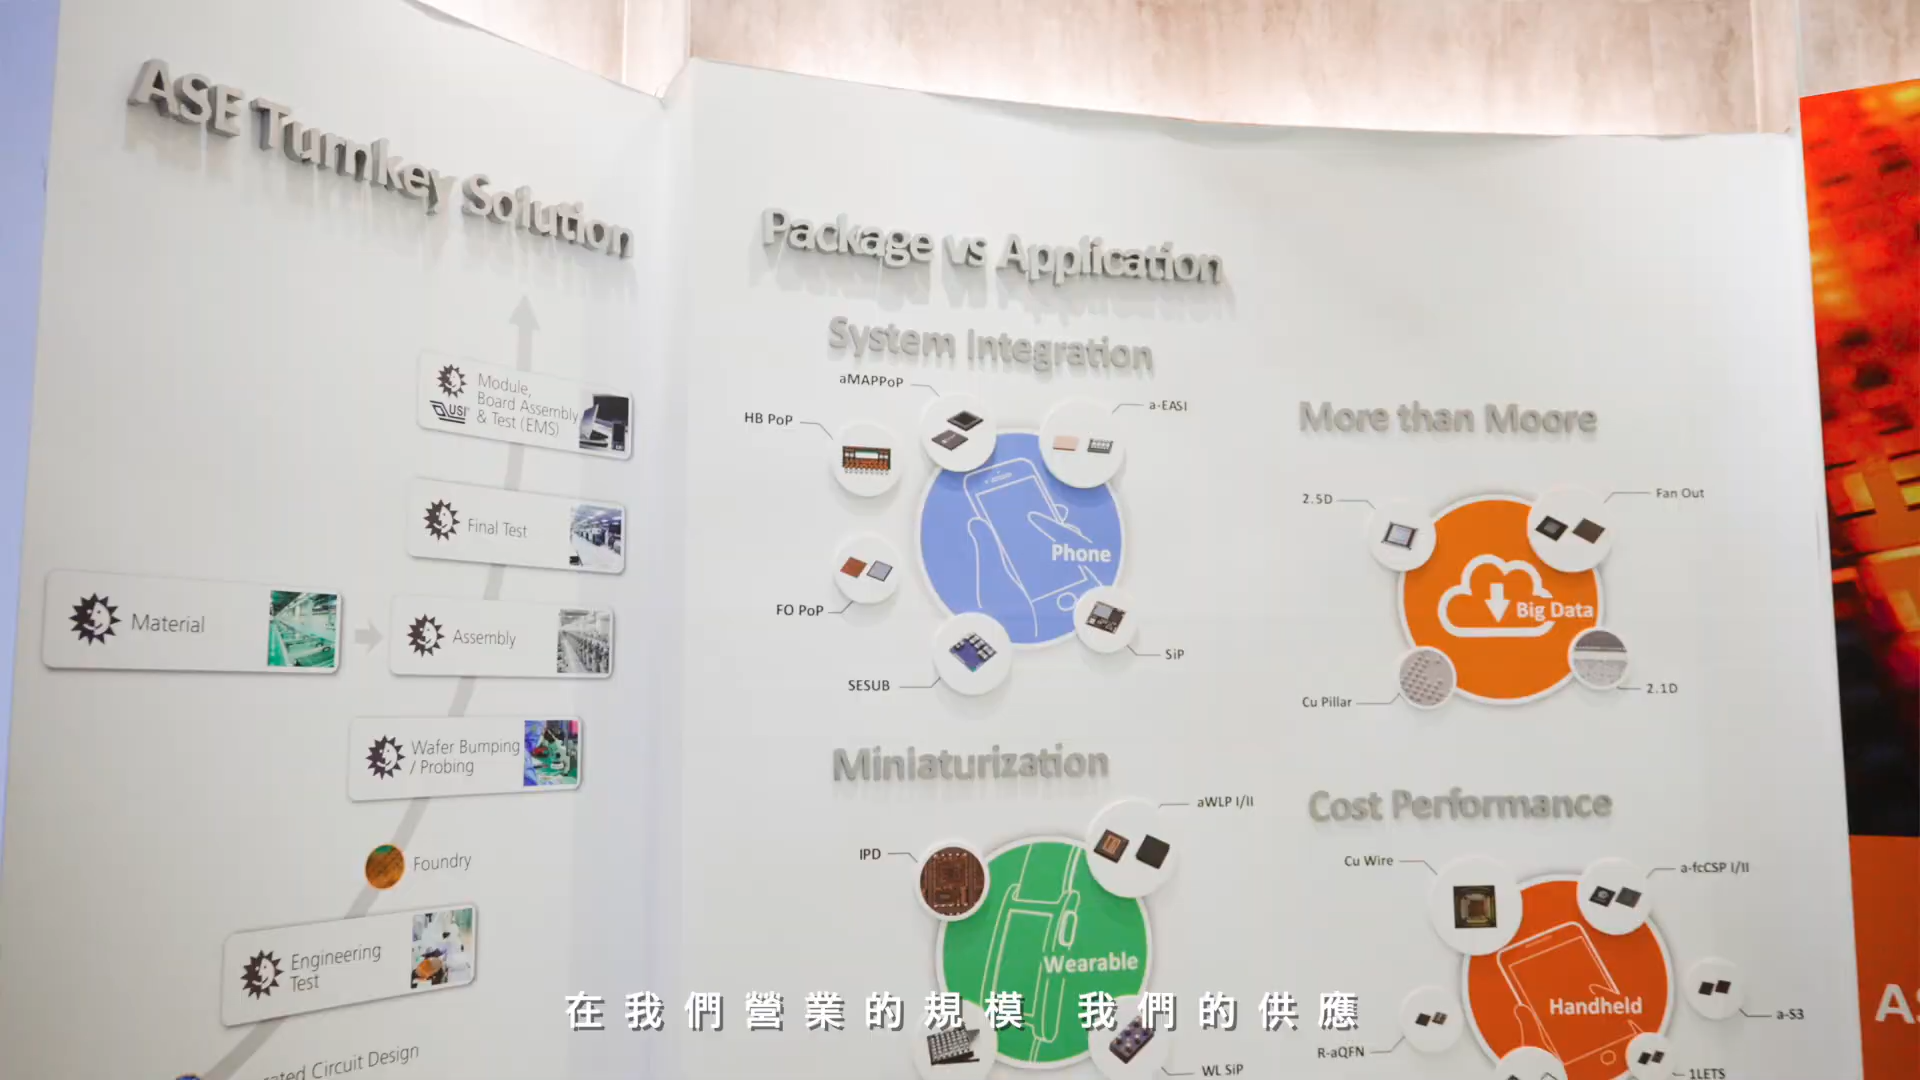 ASE Turnkey Solution
Module,
Board Assembly
& Test (EMS)
USI
Final Test
Material
Assembly
Wafer Bumping
/ Probing
Foundry
Engineering
Test
Circuit Design
Package vs Application
System Integration
aMAPPoP
a-EASI
HB PoP
Phone
FO PoP
SiP
SESUB
More than Moore
2.5D
Fan Out
Big Data
Cu Pillar
2.1D
Miniaturization
aWLP I/II
IPD
Wearable
WL SiP
Cost Performance
Cu Wire
a-fcCSP I/II
Handheld
a-S3
R-aQFN
1LETS
在我們營業的規模 我們的供應